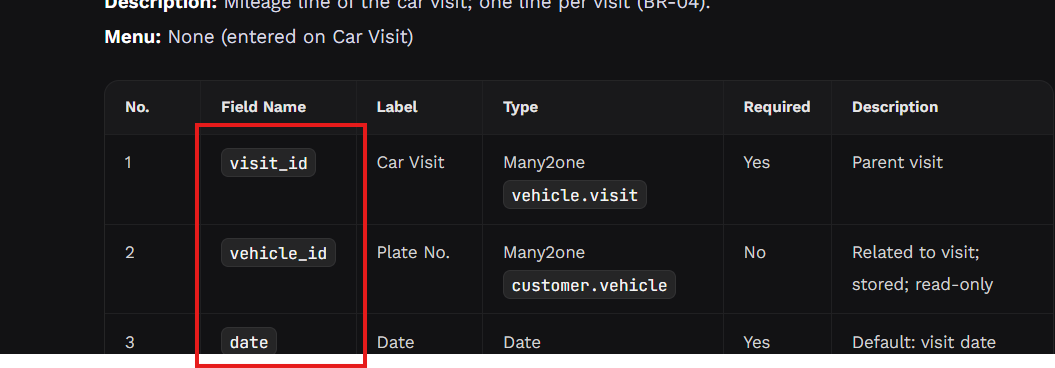 Description: Mileage line of the car visit; one line per visit (BR-04).
Menu: None (entered on Car Visit)
No. Field Name Label Type Required Description
1 visit_id Car Visit Many2one Yes Parent visit
vehicle.visit
2 vehicle_id Plate No. Many2one No Related to visit;
customer.vehicle stored; read-only
3 date Date Date Yes Default: visit date